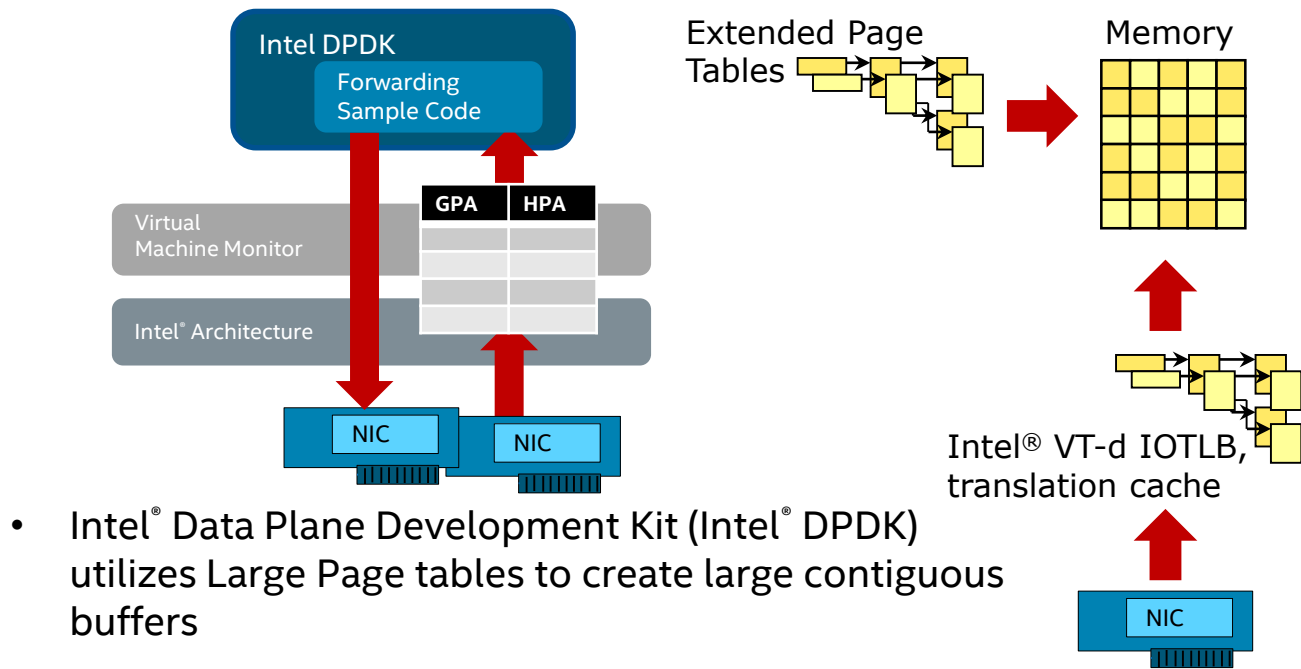 Intel DPDK
Forwarding
Sample Code
GPA HPA
Virtual
Machine Monitor
Intel® Architecture
NIC
NIC
Extended Page
Tables
Memory
Intel® VT-d IOTLB,
translation cache
NIC
• Intel® Data Plane Development Kit (Intel® DPDK)
utilizes Large Page tables to create large contiguous
buffers